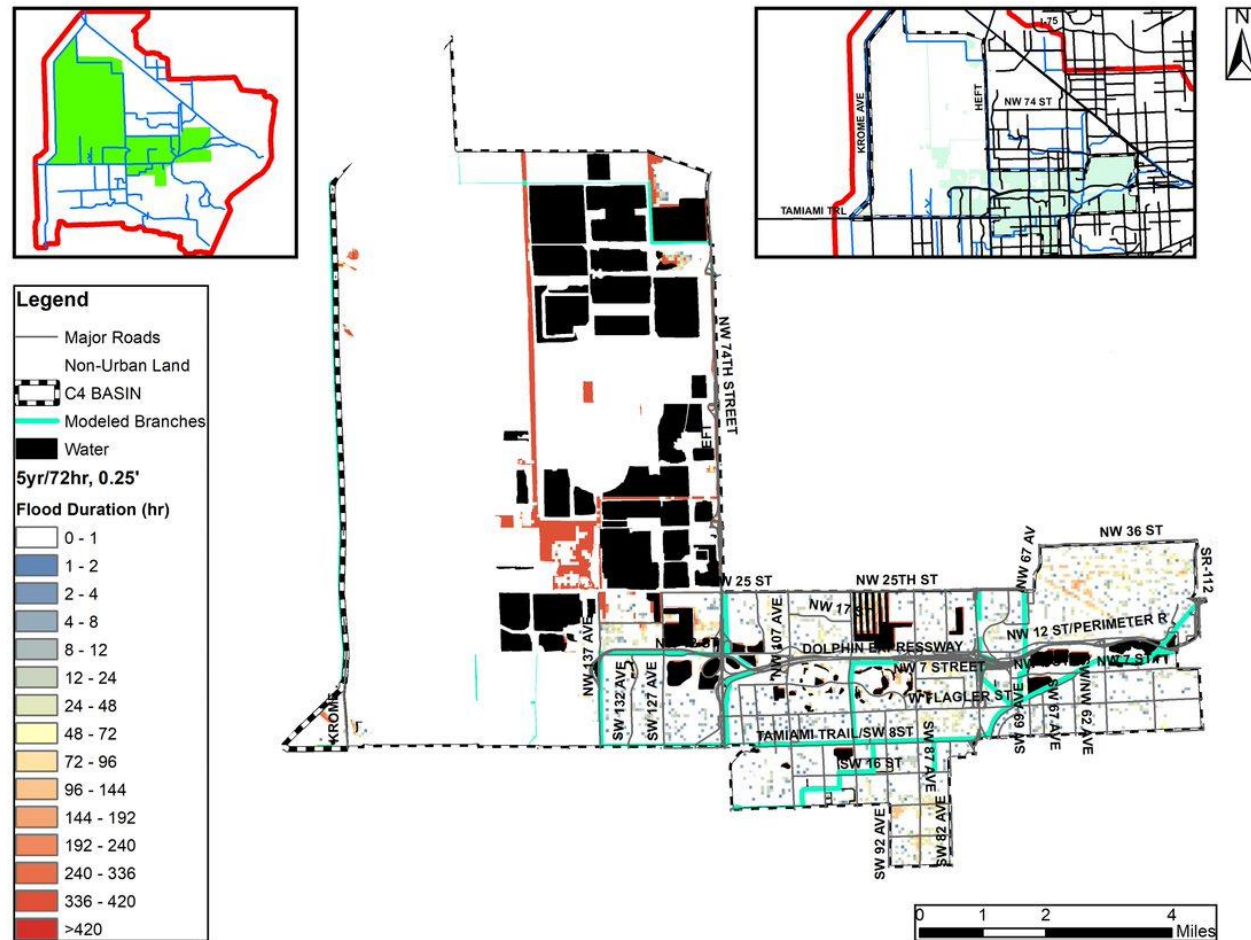 I-75
KROME AVE
HEFT
NW 74 ST
TAMIAMI TRL
N
Legend
Major Roads
Non-Urban Land
C4 BASIN
Modeled Branches
Water
5yr/72hr, 0.25'
Flood Duration (hr)
0 - 1
1 - 2
2 - 4
4 - 8
8 - 12
12 - 24
24 - 48
48 - 72
72 - 96
96 - 144
144 - 192
192 - 240
240 - 336
336 - 420
>420
NW 74TH STREET
EFT
NW 36 ST
NW 67 AV
SR-112
W 25 ST
NW 25TH ST
NW 17 S
NW 12 ST/PERIMETER R
NW 137 AVE
NW 107 AVE
DOLPHIN EXPRESSWAY
NW 7 STREET
NW 7 ST
SW 132 AVE
SW 127 AVE
W FLAGLER ST
69 AVE
SW 67 AVE
SW/NW 62 AVE
KROME
TAMIAMI TRAIL/SW 8ST
SW 87 AVE
SW 16 ST
SW 92 AVE
SW 82 AVE
0 1 2 4
Miles